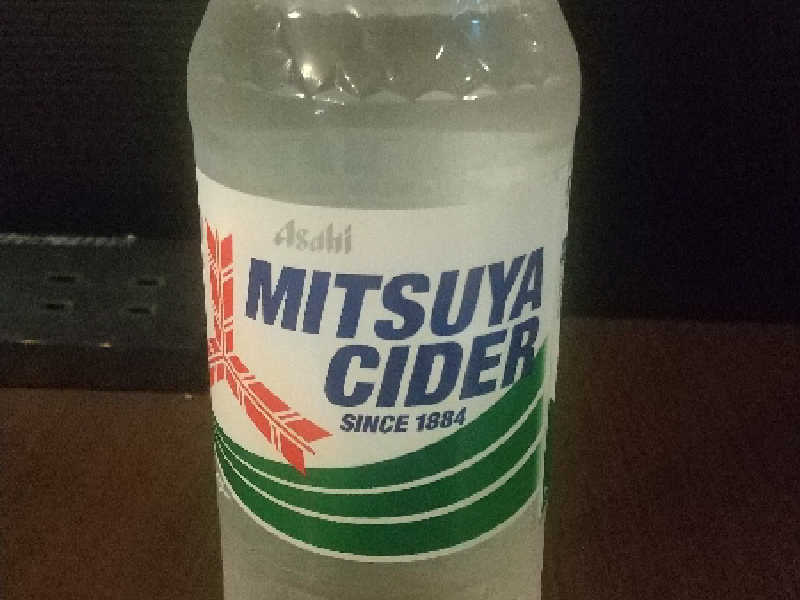 Asahi
MITSUYA
CIDER
SINCE 1884